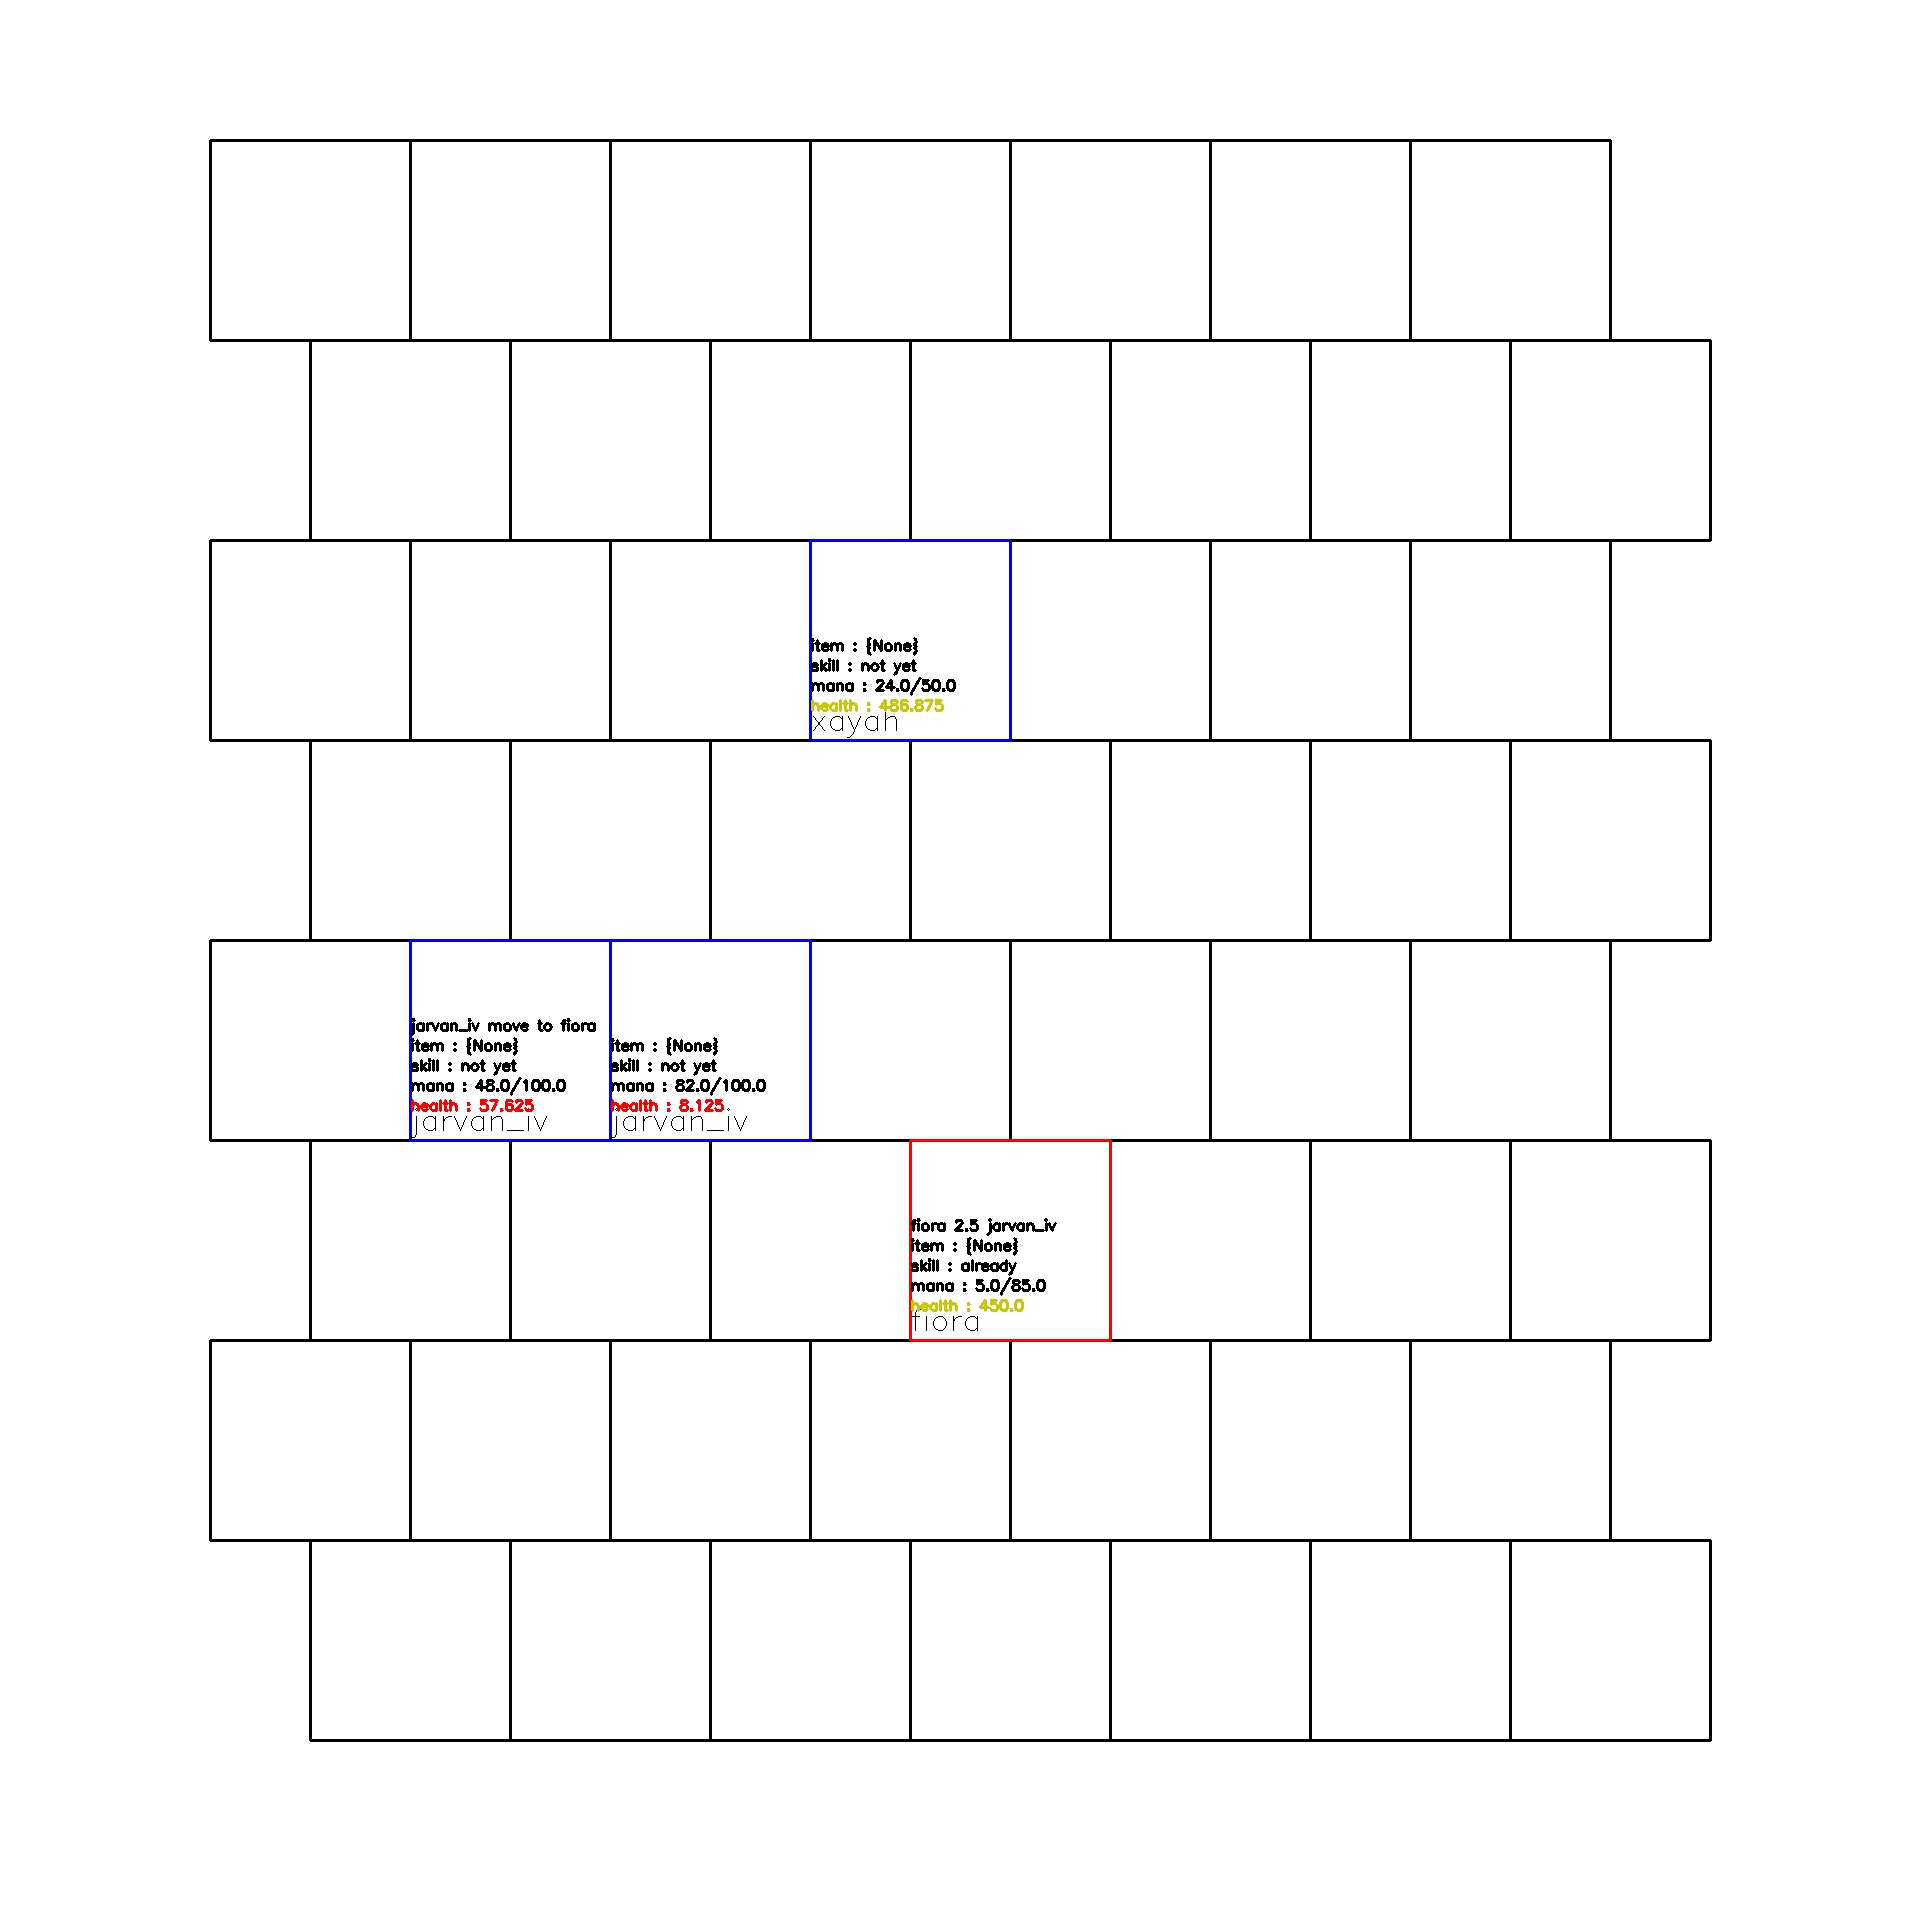 item : {None}
skill : not yet
mana : 24.0/50.0
health : 486.875
xayah
jarvan_iv move to fiora
item : {None}
skill : not yet
mana : 48.0/100.0
health : 57.625
jarvan_iv
item : {None}
skill : not yet
mana : 82.0/100.0
health : 8.125
jarvan_iv
fiora 2.5 jarvan_iv
item : {None}
skill : already
mana : 5.0/85.0
health : 450.0
fiora